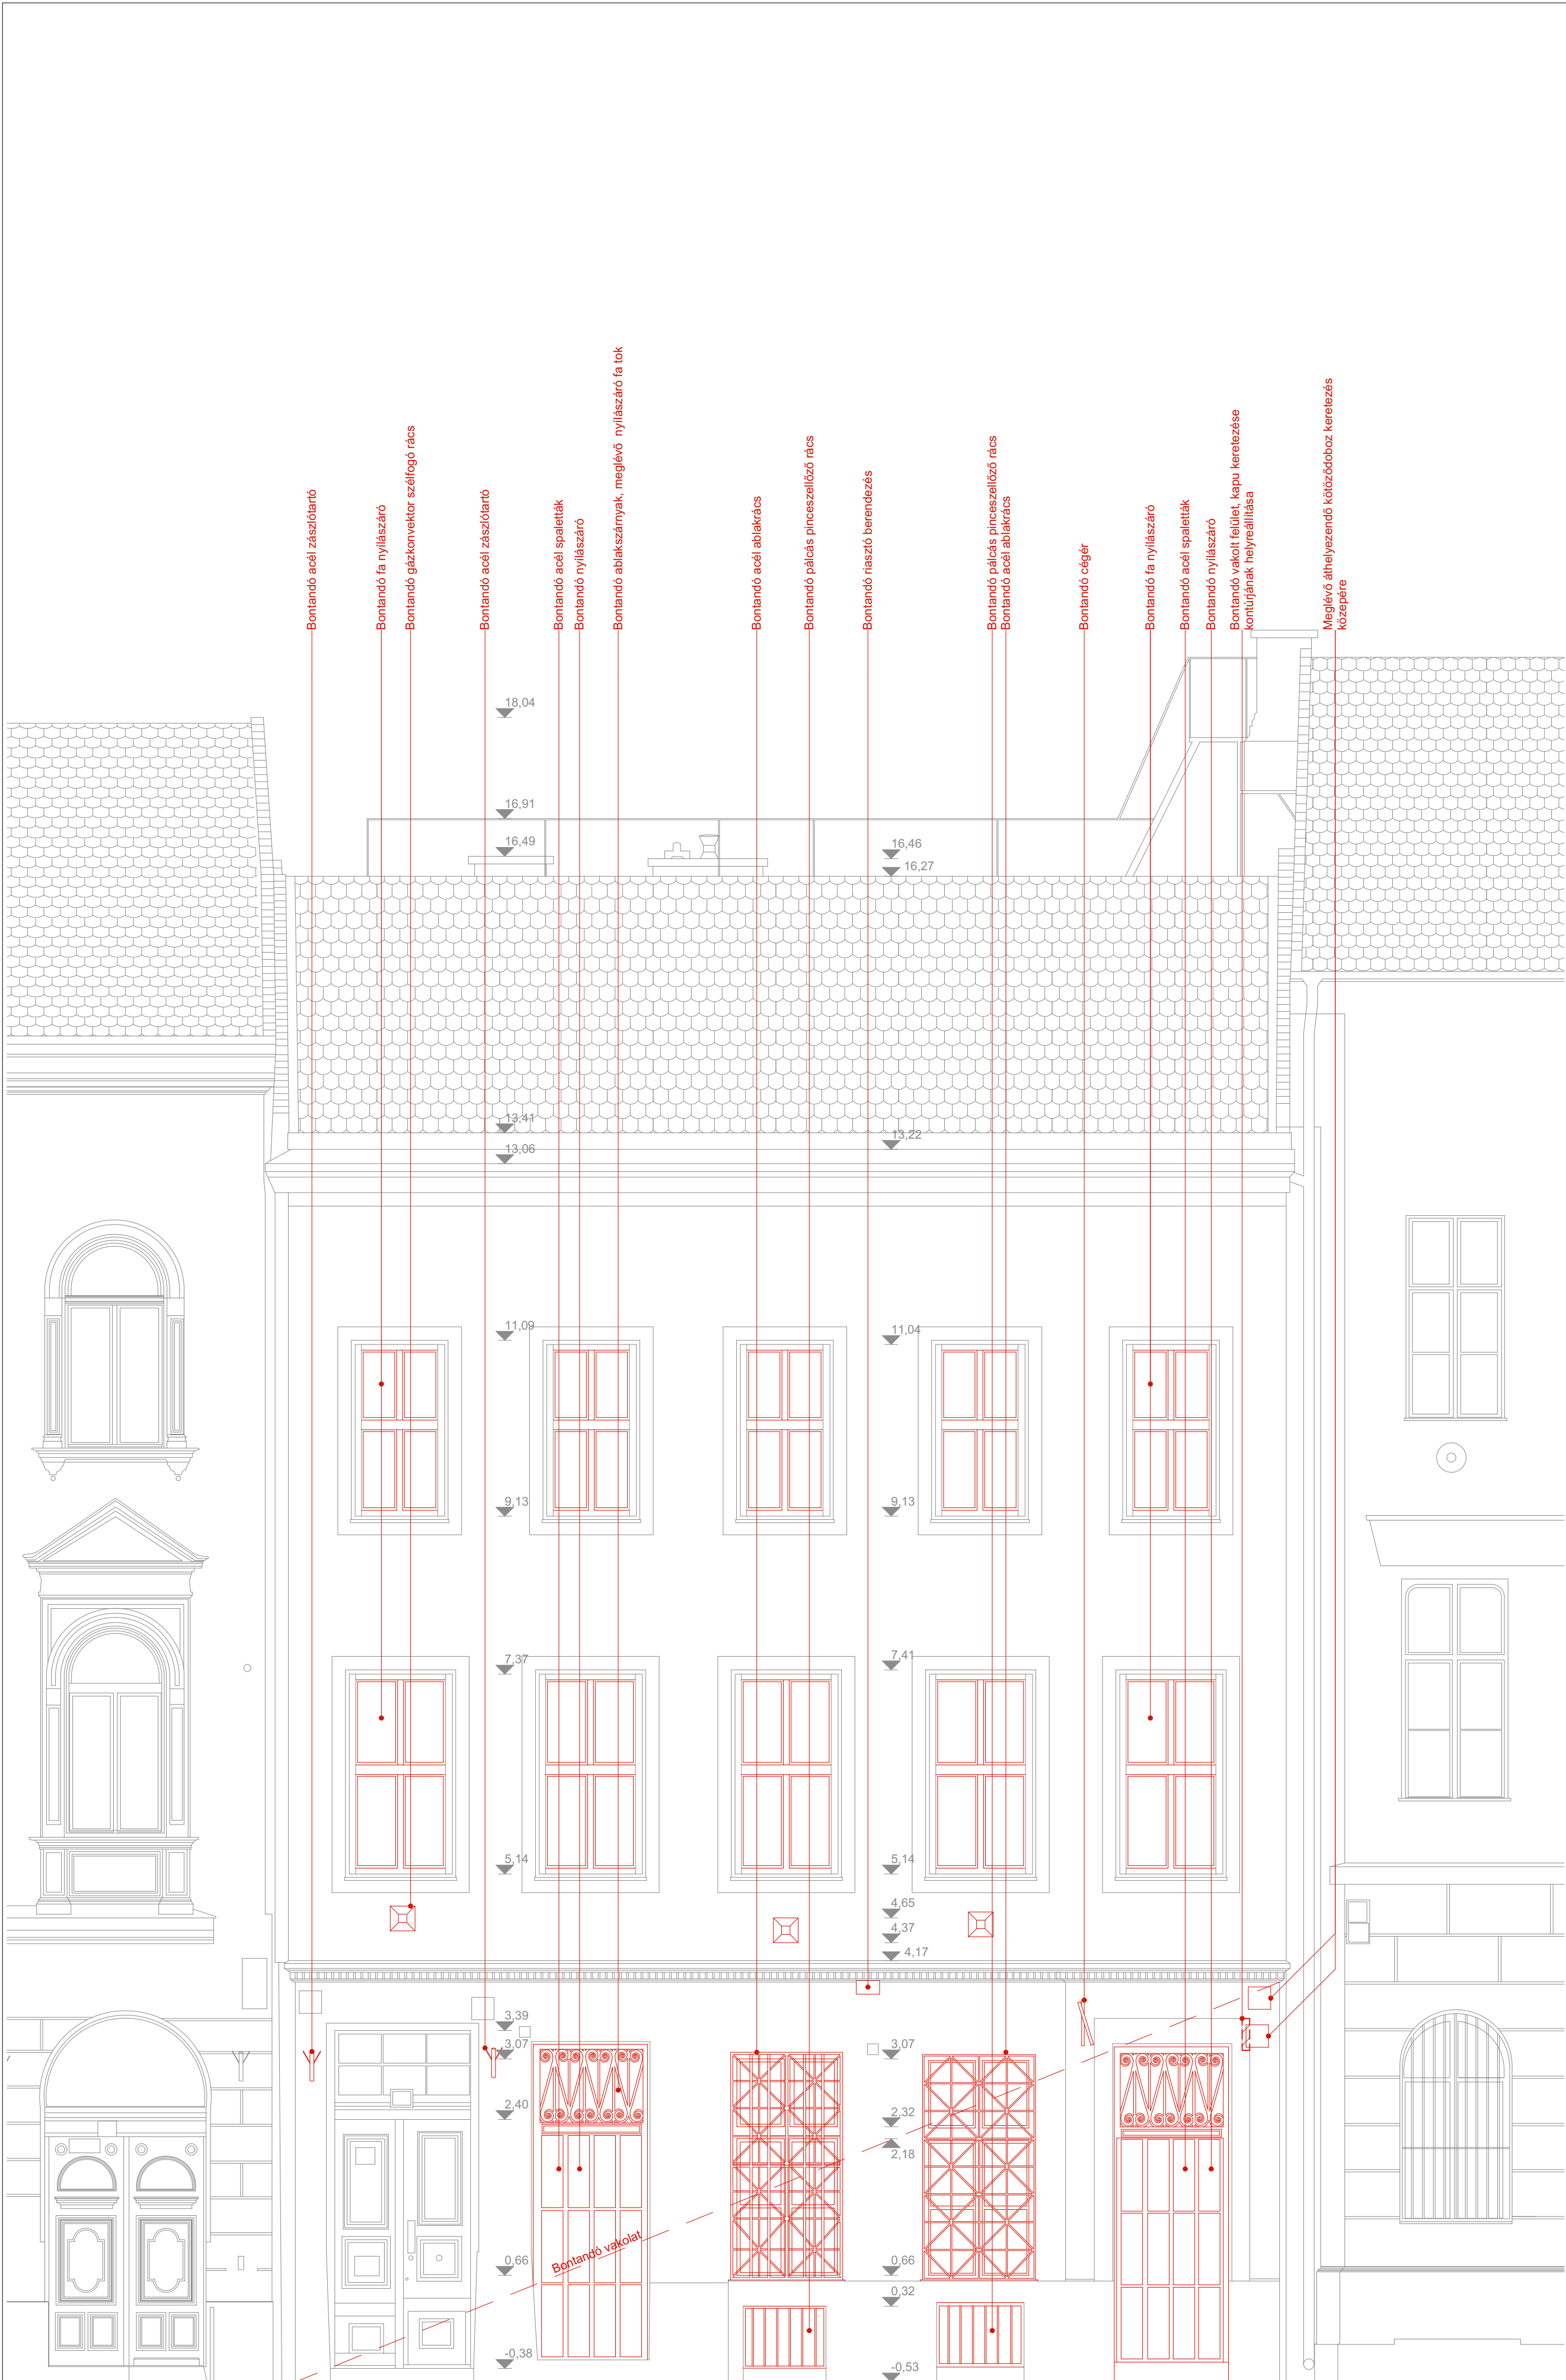 Bontandó acél zászlótartó
Bontandó fa nyílászáró
Bontandó gázkonvektor szélfogó rács
Bontandó acél zászlótartó
Bontandó acél spaletták
Bontandó nyílászáró
Bontandó ablakszárnyak, meglévő nyílászáró fa tok
Bontandó acél ablakrács
Bontandó pálcás pinceszellőző rács
Bontandó riasztó berendezés
Bontandó pálcás pinceszellőző rács
Bontandó acél ablakrács
Bontandó cégér
Bontandó fa nyílászáró
Bontandó acél spaletták
Bontandó nyílászáró
Bontandó vakolt felület, kapu keretezése
kontúrjának helyreállítása
Meglévő áthelyezendő kötöződoboz keretezés
közepére
18,04
16,91
16,49
16,46
16,27
13,41
13,22
13,06
11,09
11,04
9,13
9,13
7,37
7,41
5,14
5,14
4,65
4,37
4,17
3,39
3,07
3,07
2,40
2,32
2,18
Bontandó vakolat
0,66
0,66
0,32
-0,38
-0,53